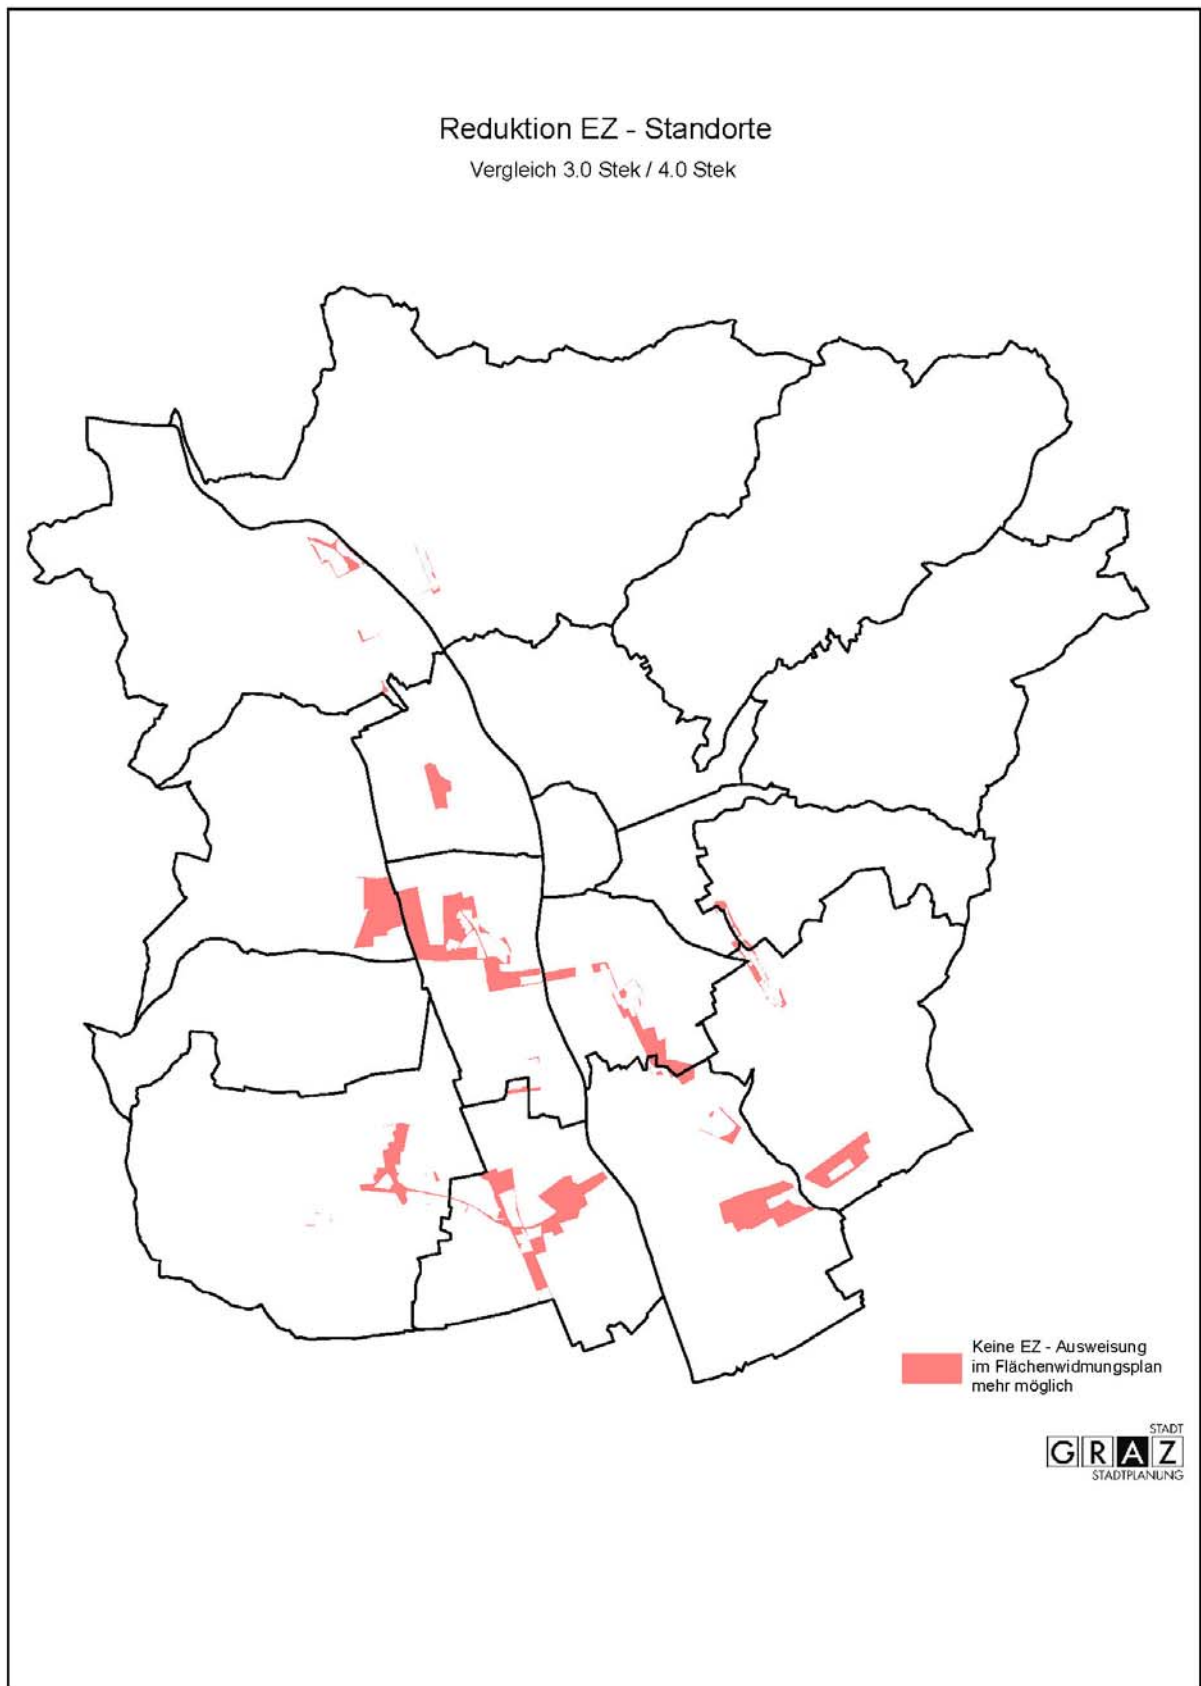 Reduktion EZ - Standorte
Vergleich 3.0 Stek / 4.0 Stek
Keine EZ - Ausweisung
im Flächenwidmungsplan
mehr möglich
STADT
GRAZ
STADTPLANUNG